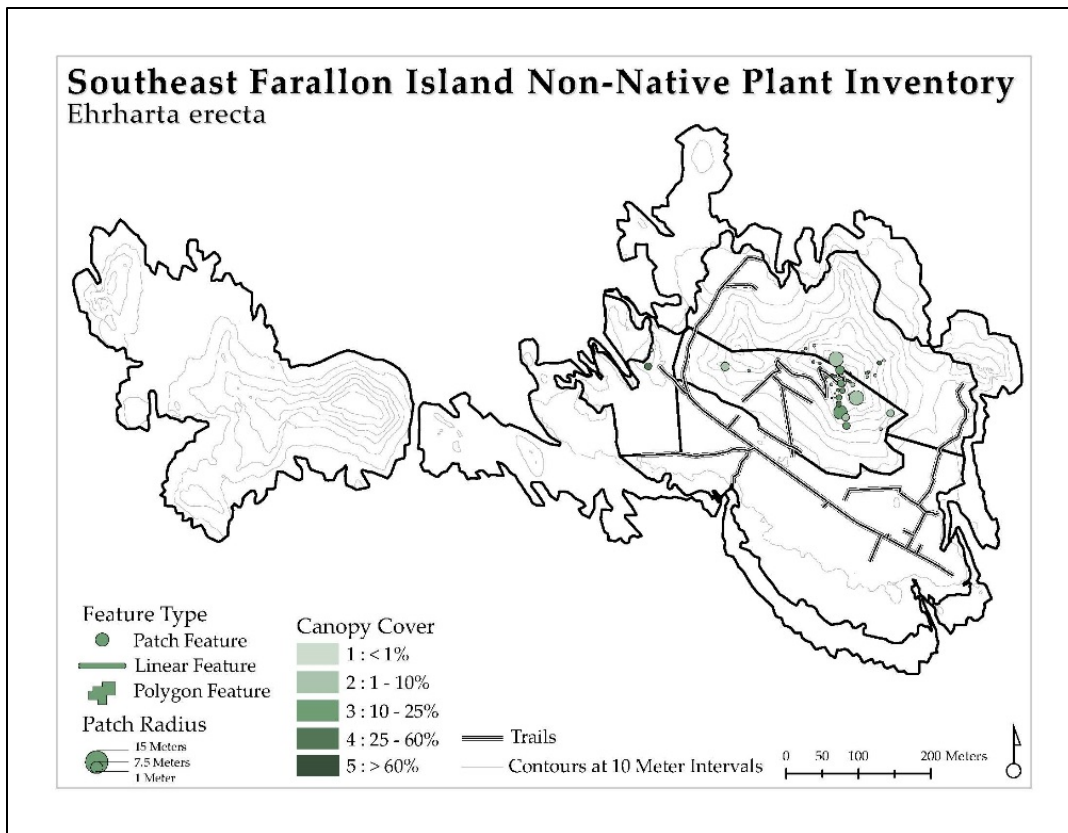 Southeast Farallon Island Non-Native Plant Inventory
Ehrharta erecta
Feature Type
Patch Feature
Linear Feature
Polygon Feature
Patch Radius
15 Meters
7.5 Meters
1 Meter
Canopy Cover
1 : < 1%
2 : 1 - 10%
3 : 10 - 25%
4 : 25 - 60%
5 : > 60%
Trails
Contours at 10 Meter Intervals
0 50 100 200 Meters